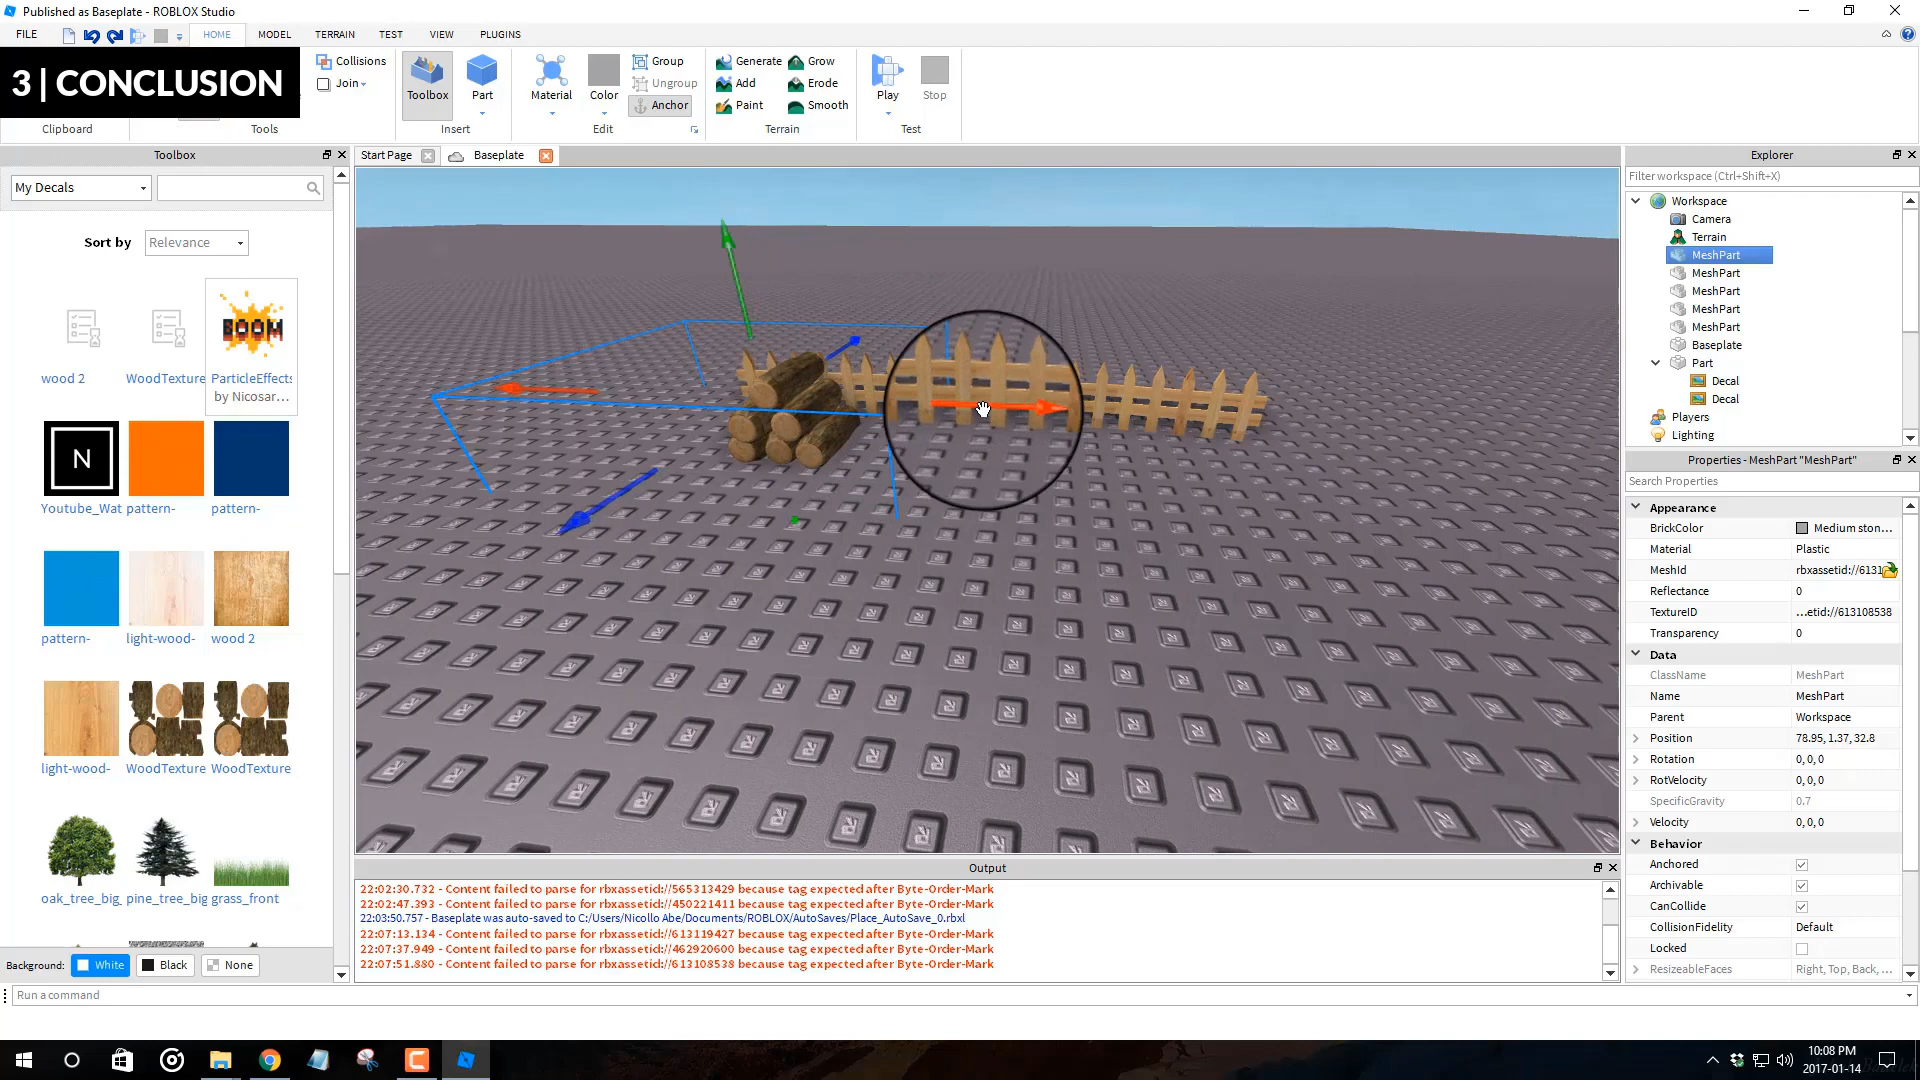 Published as Baseplate - ROBLOX Studio
FILE HOME MODEL TERRAIN TEST VIEW PLUGINS
3 | CONCLUSION
Collisions
Join
Toolbox
Part
Material
Color
Group
Ungroup
Anchor
Generate
Add
Paint
Grow
Erode
Smooth
Play
Stop
Clipboard Tools Insert Edit Terrain Test
Toolbox
My Decals
Sort by Relevance
BOOM
wood 2 WoodTexture ParticleEffects
by Nicosar...
N
Youtube_Wat pattern- pattern-
pattern- light-wood- wood 2
light-wood- WoodTexture WoodTexture
oak_tree_big_ pine_tree_big grass_front
Background: White Black None
Run a command
Start Page Baseplate
Output
22:02:30.732 - Content failed to parse for rbxassetid://565313429 because tag expected after Byte-Order-Mark
22:02:47.393 - Content failed to parse for rbxassetid://450221411 because tag expected after Byte-Order-Mark
22:03:50.757 - Baseplate was auto-saved to C:/Users/Nicollo Abe/Documents/ROBLOX/AutoSaves/Place_AutoSave_0.rbxl
22:07:13.134 - Content failed to parse for rbxassetid://613119427 because tag expected after Byte-Order-Mark
22:07:37.949 - Content failed to parse for rbxassetid://462920600 because tag expected after Byte-Order-Mark
22:07:51.880 - Content failed to parse for rbxassetid://613108538 because tag expected after Byte-Order-Mark
Explorer
Filter workspace (Ctrl+Shift+X)
Workspace
Camera
Terrain
MeshPart
MeshPart
MeshPart
MeshPart
MeshPart
Baseplate
Part
Decal
Decal
Players
Lighting
Properties - MeshPart "MeshPart"
Search Properties
Appearance
BrickColor Medium ston...
Material Plastic
MeshId rbxassetid://6131
Reflectance 0
TextureID ...etid://613108538
Transparency 0
Data
ClassName MeshPart
Name MeshPart
Parent Workspace
Position 78.95, 1.37, 32.8
Rotation 0, 0, 0
RotVelocity 0, 0, 0
SpecificGravity 0.7
Velocity 0, 0, 0
Behavior
Anchored
Archivable
CanCollide
CollisionFidelity Default
Locked
ResizeableFaces Right, Top, Back, ...
10:08 PM
2017-01-14